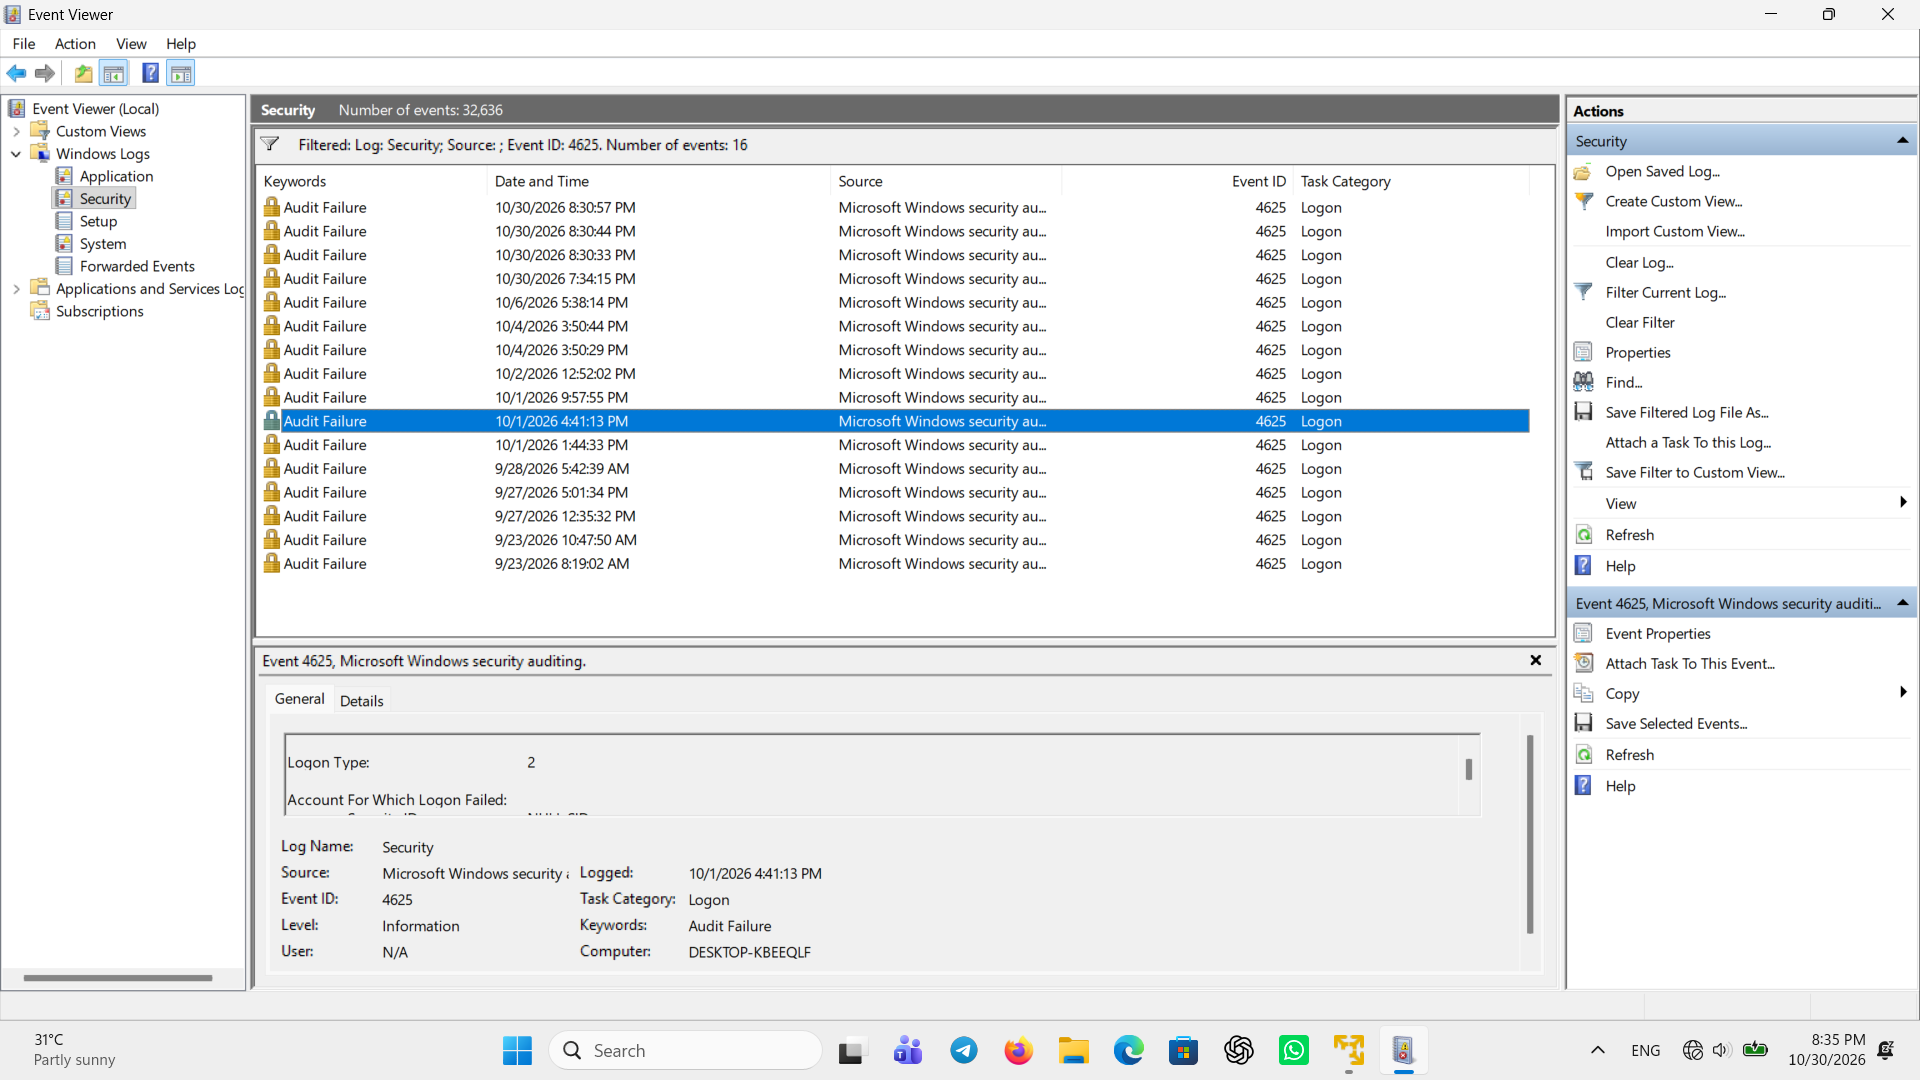 Event Viewer
File Action View Help
Event Viewer (Local)
Custom Views
Windows Logs
Application
Security
Setup
System
Forwarded Events
Applications and Services Log
Subscriptions
Security Number of events: 32,636
Filtered: Log: Security; Source: ; Event ID: 4625. Number of events: 16
Keywords Date and Time Source Event ID Task Category
Audit Failure 10/30/2026 8:30:57 PM Microsoft Windows security au... 4625 Logon
Audit Failure 10/30/2026 8:30:44 PM Microsoft Windows security au... 4625 Logon
Audit Failure 10/30/2026 8:30:33 PM Microsoft Windows security au... 4625 Logon
Audit Failure 10/30/2026 7:34:15 PM Microsoft Windows security au... 4625 Logon
Audit Failure 10/6/2026 5:38:14 PM Microsoft Windows security au... 4625 Logon
Audit Failure 10/4/2026 3:50:44 PM Microsoft Windows security au... 4625 Logon
Audit Failure 10/4/2026 3:50:29 PM Microsoft Windows security au... 4625 Logon
Audit Failure 10/2/2026 12:52:02 PM Microsoft Windows security au... 4625 Logon
Audit Failure 10/1/2026 9:57:55 PM Microsoft Windows security au... 4625 Logon
Audit Failure 10/1/2026 4:41:13 PM Microsoft Windows security au... 4625 Logon
Audit Failure 10/1/2026 1:44:33 PM Microsoft Windows security au... 4625 Logon
Audit Failure 9/28/2026 5:42:39 AM Microsoft Windows security au... 4625 Logon
Audit Failure 9/27/2026 5:01:34 PM Microsoft Windows security au... 4625 Logon
Audit Failure 9/27/2026 12:35:32 PM Microsoft Windows security au... 4625 Logon
Audit Failure 9/23/2026 10:47:50 AM Microsoft Windows security au... 4625 Logon
Audit Failure 9/23/2026 8:19:02 AM Microsoft Windows security au... 4625 Logon
Event 4625, Microsoft Windows security auditing.
General Details
Logon Type: 2
Account For Which Logon Failed:
Log Name: Security
Source: Microsoft Windows security Logged: 10/1/2026 4:41:13 PM
Event ID: 4625 Task Category: Logon
Level: Information Keywords: Audit Failure
User: N/A Computer: DESKTOP-KBEEQLF
Actions
Security
Open Saved Log...
Create Custom View...
Import Custom View...
Clear Log...
Filter Current Log...
Clear Filter
Properties
Find...
Save Filtered Log File As...
Attach a Task To this Log...
Save Filter to Custom View...
View
Refresh
Help
Event 4625, Microsoft Windows security auditi...
Event Properties
Attach Task To This Event...
Copy
Save Selected Events...
Refresh
Help
31°C
Partly sunny
Search
ENG
8:35 PM
10/30/2026